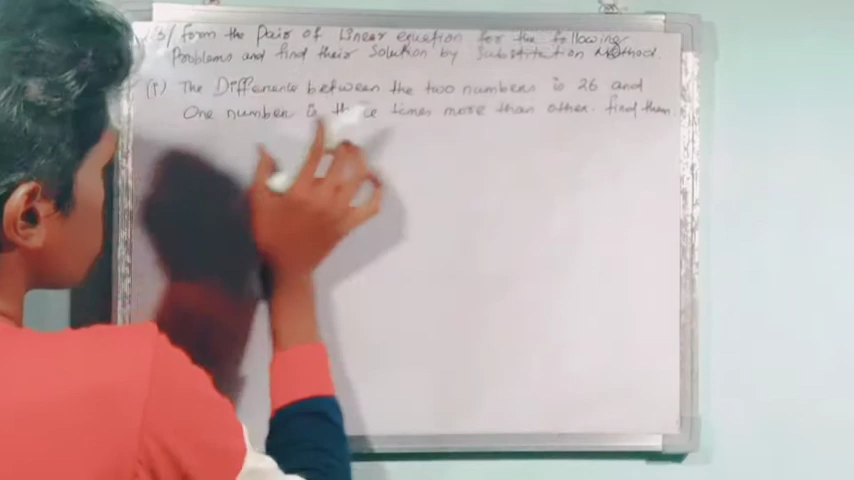 3) form the Pair of Linear equation for the following
Problems and find their Solution by Substitution Method.
(i) The Difference between the two numbers is 26 and
One number is three times more than other. find them.